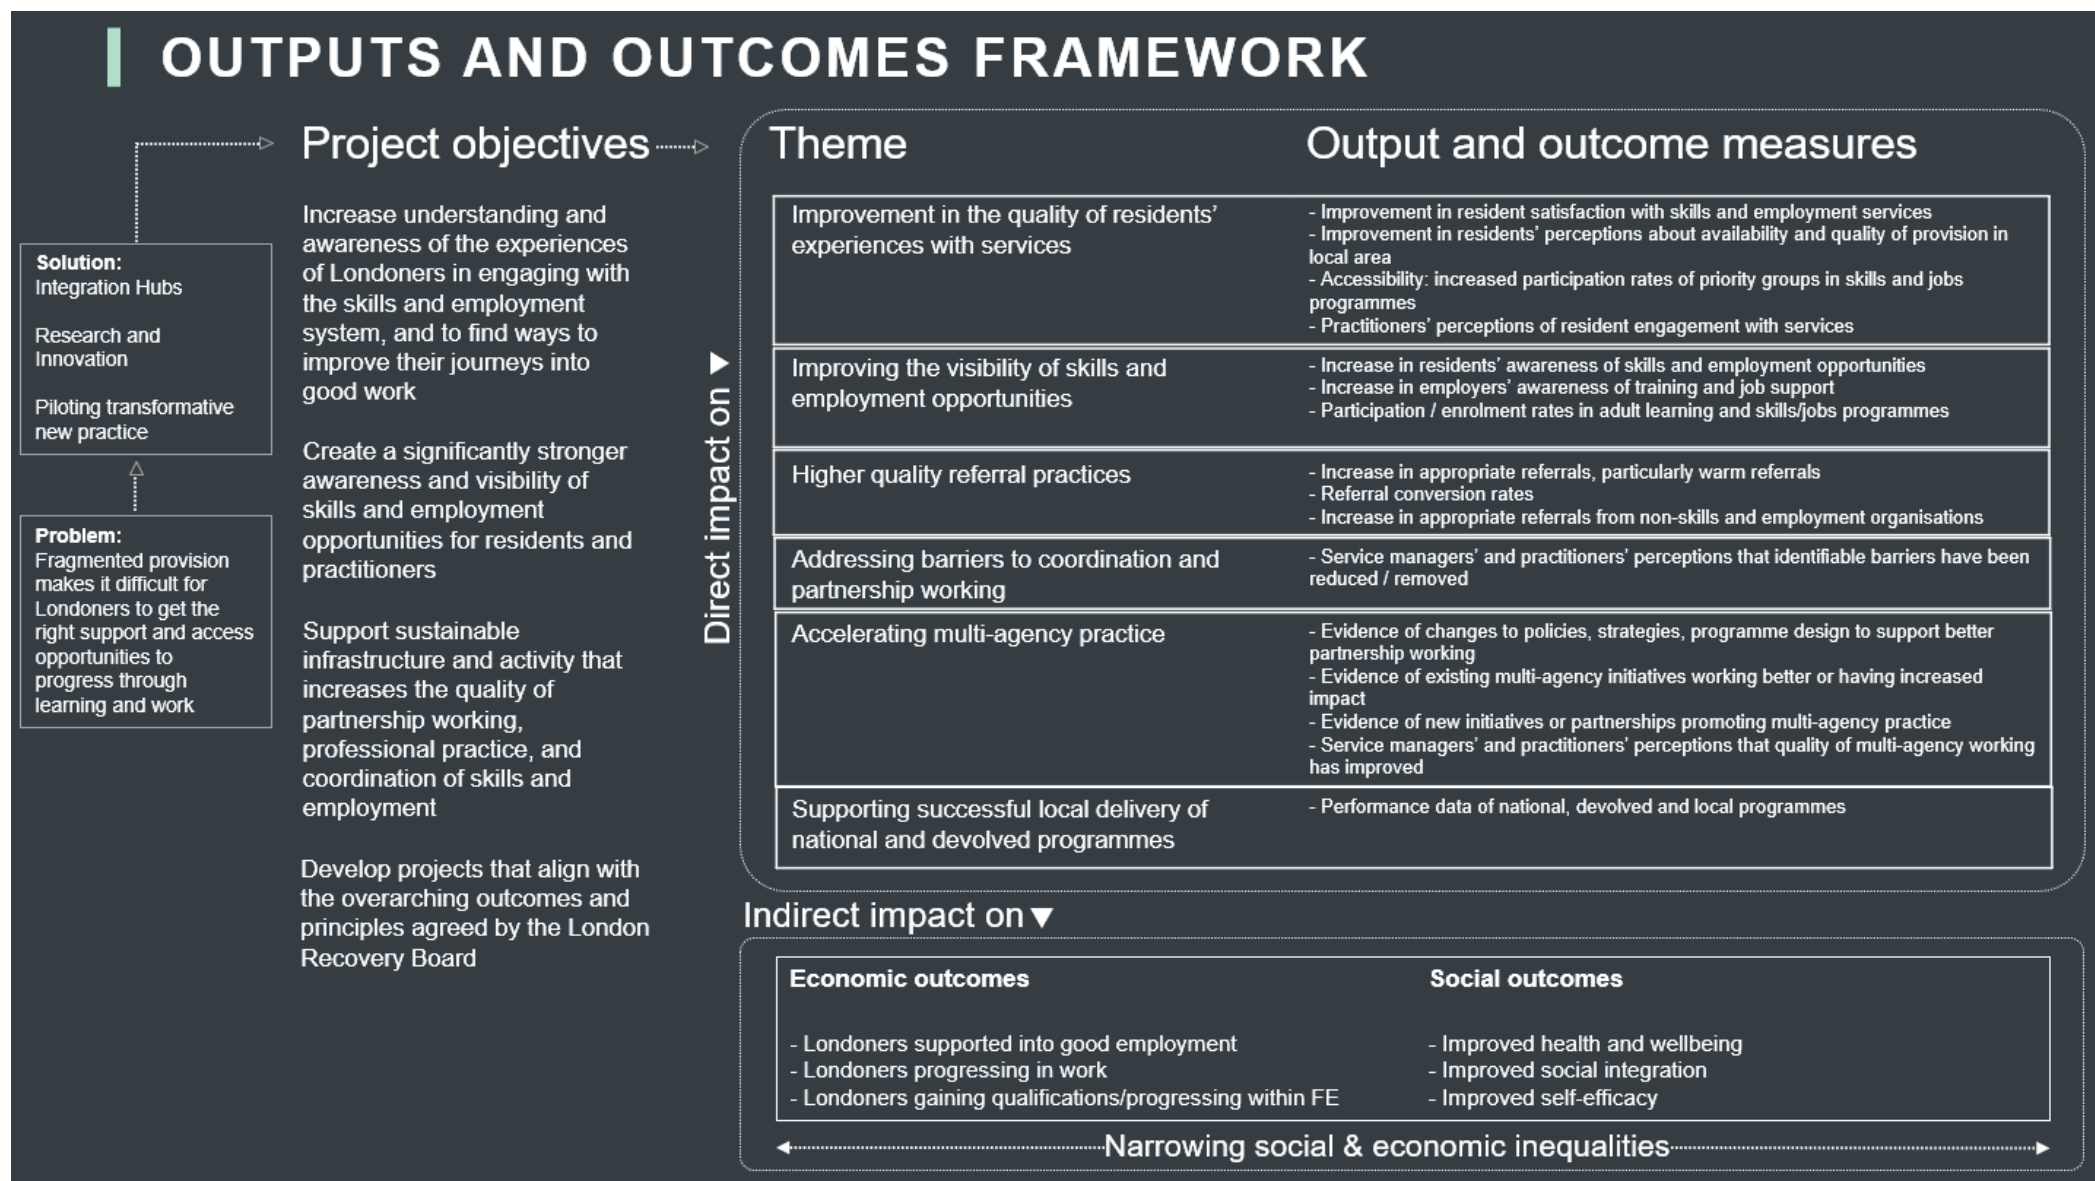 OUTPUTS AND OUTCOMES FRAMEWORK
Solution:
Integration Hubs
Research and
Innovation
Piloting transformative
new practice
Problem:
Fragmented provision
makes it difficult for
Londoners to get the
right support and access
opportunities to
progress through
learning and work
Project objectives
Increase understanding and
awareness of the experiences
of Londoners in engaging with
the skills and employment
system, and to find ways to
improve their journeys into
good work
Create a significantly stronger
awareness and visibility of
skills and employment
opportunities for residents and
practitioners
Support sustainable
infrastructure and activity that
increases the quality of
partnership working,
professional practice, and
coordination of skills and
employment
Develop projects that align with
the overarching outcomes and
principles agreed by the London
Recovery Board
Direct impact on
Theme
Output and outcome measures
Improvement in the quality of residents’
experiences with services
- Improvement in resident satisfaction with skills and employment services
- Improvement in residents’ perceptions about availability and quality of provision in
local area
- Accessibility: increased participation rates of priority groups in skills and jobs
programmes
- Practitioners’ perceptions of resident engagement with services
Improving the visibility of skills and
employment opportunities
- Increase in residents’ awareness of skills and employment opportunities
- Increase in employers’ awareness of training and job support
- Participation / enrolment rates in adult learning and skills/jobs programmes
Higher quality referral practices
- Increase in appropriate referrals, particularly warm referrals
- Referral conversion rates
- Increase in appropriate referrals from non-skills and employment organisations
Addressing barriers to coordination and
partnership working
- Service managers’ and practitioners’ perceptions that identifiable barriers have been
reduced / removed
Accelerating multi-agency practice
- Evidence of changes to policies, strategies, programme design to support better
partnership working
- Evidence of existing multi-agency initiatives working better or having increased
impact
- Evidence of new initiatives or partnerships promoting multi-agency practice
- Service managers’ and practitioners’ perceptions that quality of multi-agency working
has improved
Supporting successful local delivery of
national and devolved programmes
- Performance data of national, devolved and local programmes
Indirect impact on
Economic outcomes
- Londoners supported into good employment
- Londoners progressing in work
- Londoners gaining qualifications/progressing within FE
Social outcomes
- Improved health and wellbeing
- Improved social integration
- Improved self-efficacy
Narrowing social & economic inequalities